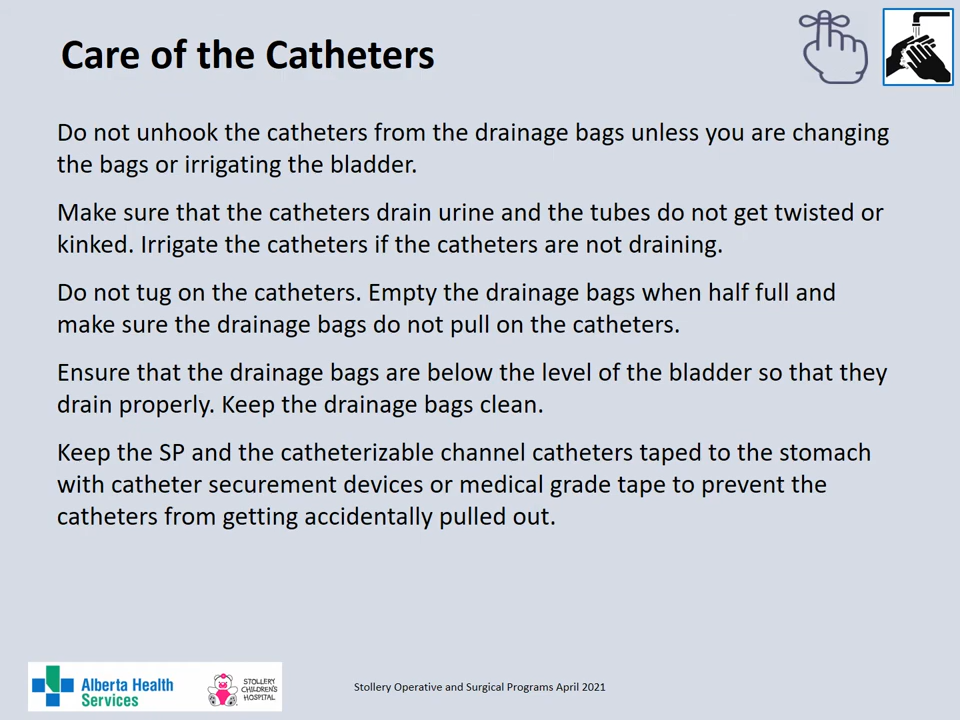 Care of the Catheters
Do not unhook the catheters from the drainage bags unless you are changing
the bags or irrigating the bladder.
Make sure that the catheters drain urine and the tubes do not get twisted or
kinked. Irrigate the catheters if the catheters are not draining.
Do not tug on the catheters. Empty the drainage bags when half full and
make sure the drainage bags do not pull on the catheters.
Ensure that the drainage bags are below the level of the bladder so that they
drain properly. Keep the drainage bags clean.
Keep the SP and the catheterizable channel catheters taped to the stomach
with catheter securement devices or medical grade tape to prevent the
catheters from getting accidentally pulled out.
Alberta Health
Services
STOLLERY
CHILDREN'S
HOSPITAL
Stollery Operative and Surgical Programs April 2021